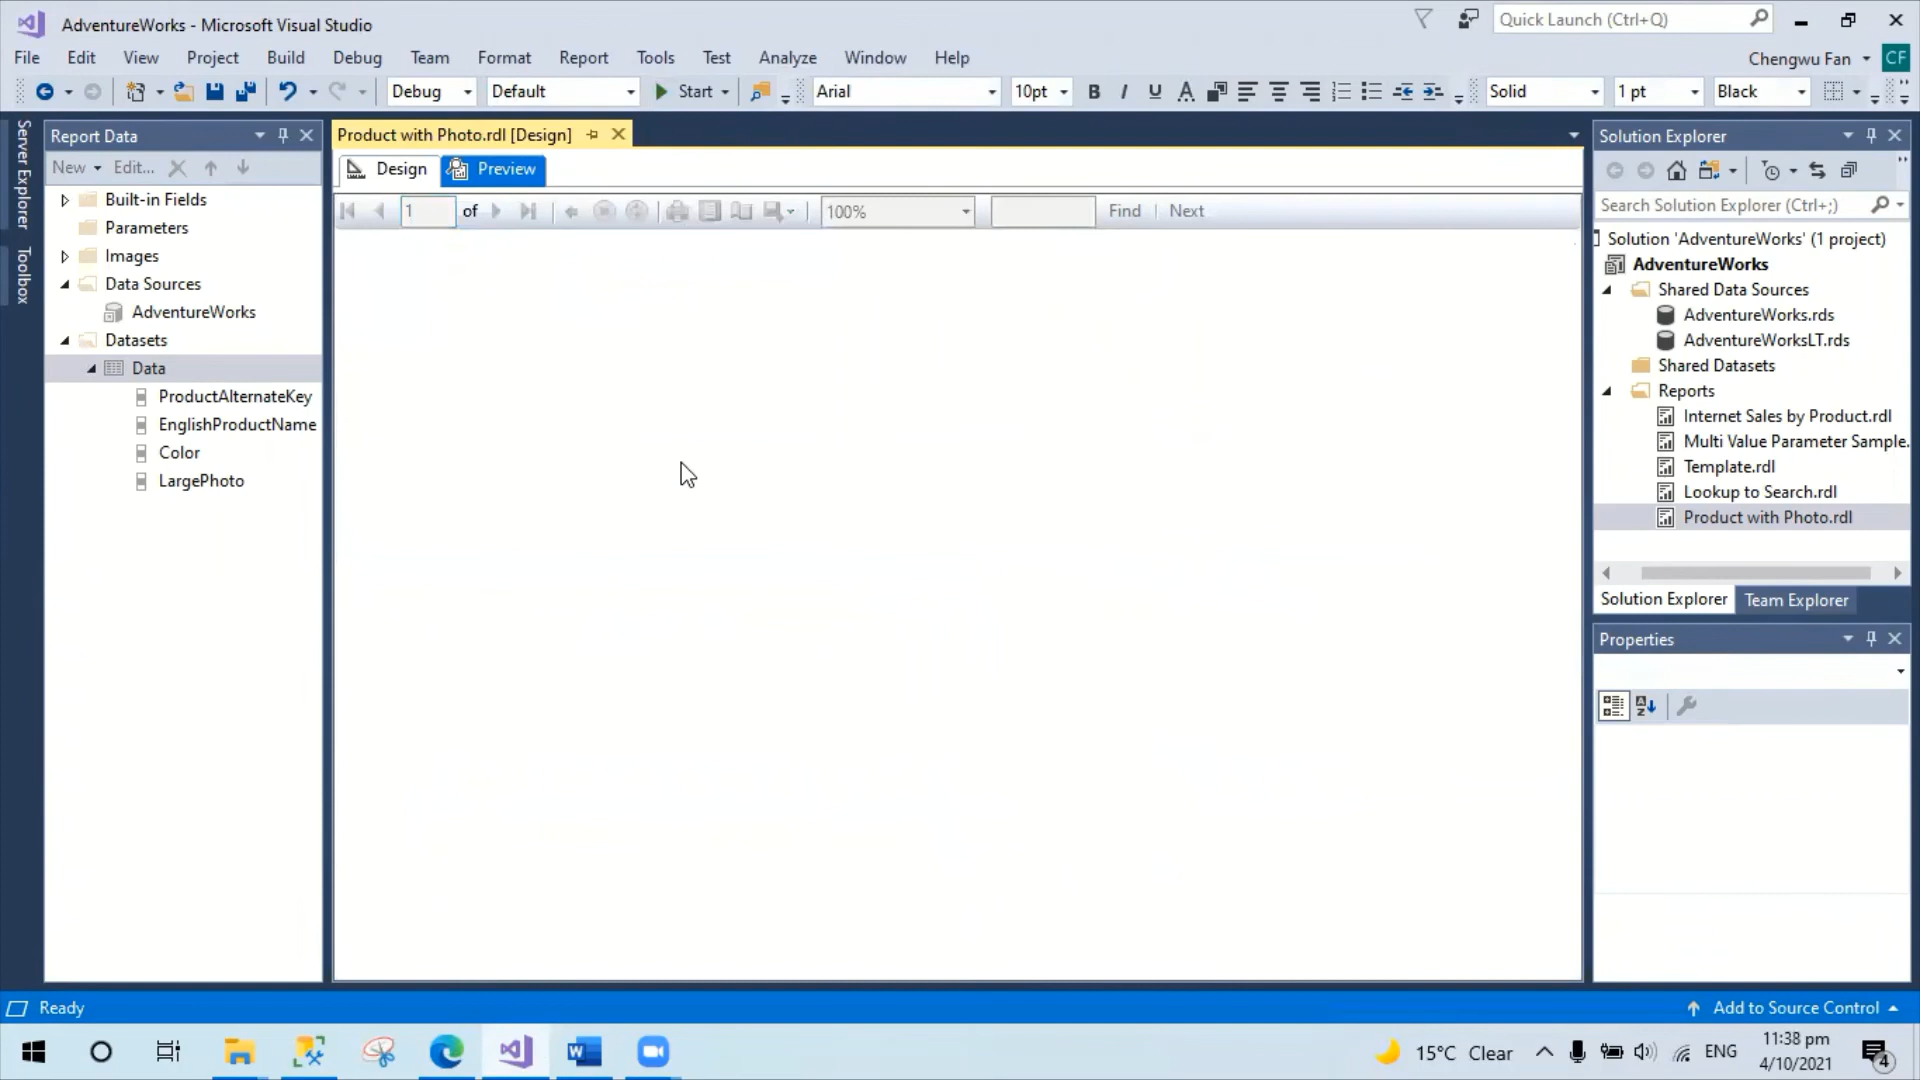 AdventureWorks - Microsoft Visual Studio
Quick Launch (Ctrl+Q)
File Edit View Project Build Debug Team Format Report Tools Test Analyze Window Help
Chengwu Fan CF
Debug Default Start Arial 10pt B I U A Solid 1 pt Black
Server Explorer
Toolbox
Report Data
New Edit...
Built-in Fields
Parameters
Images
Data Sources
AdventureWorks
Datasets
Data
ProductAlternateKey
EnglishProductName
Color
LargePhoto
Product with Photo.rdl [Design]
Design Preview
1 of 100% Find Next
Solution Explorer
Search Solution Explorer (Ctrl+;)
Solution 'AdventureWorks' (1 project)
AdventureWorks
Shared Data Sources
AdventureWorks.rds
AdventureWorksLT.rds
Shared Datasets
Reports
Internet Sales by Product.rdl
Multi Value Parameter Sample.
Template.rdl
Lookup to Search.rdl
Product with Photo.rdl
Solution Explorer Team Explorer
Properties
Ready
Add to Source Control
15°C Clear ENG
11:38 pm
4/10/2021
4